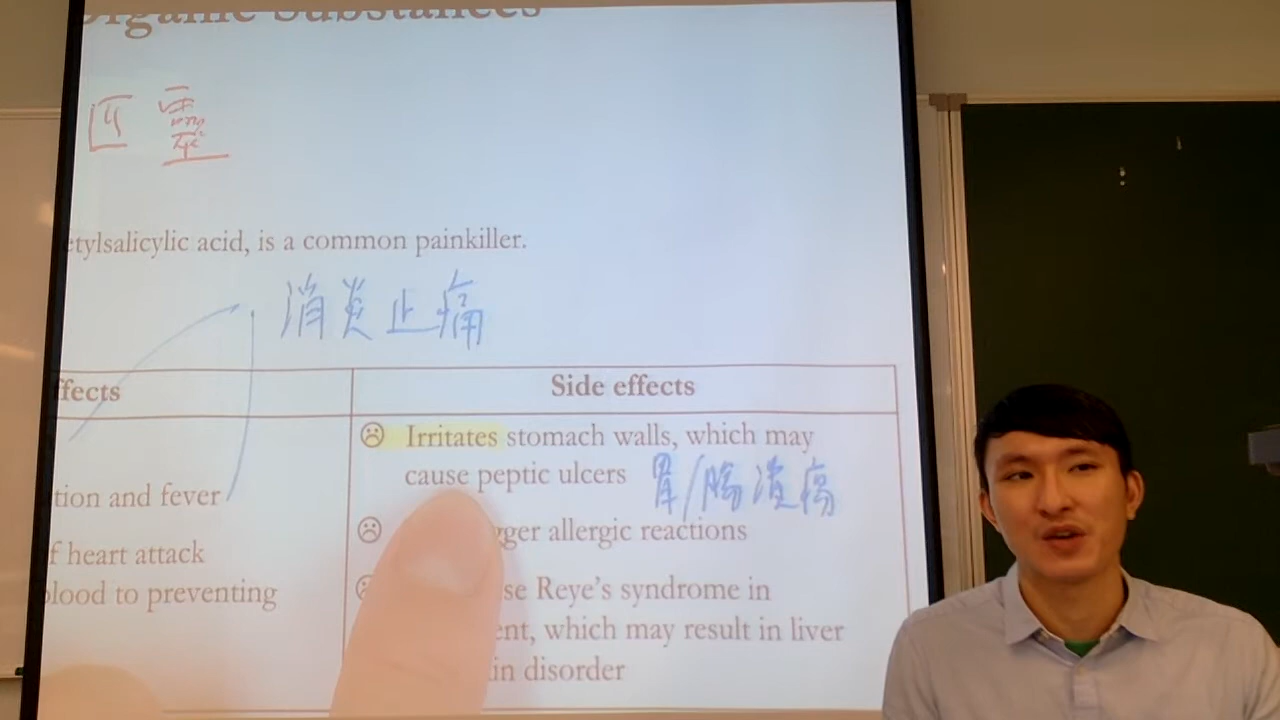 Organic Substances
匹靈
etylsalicylic acid, is a common painkiller.
消炎止痛
ffects
Side effects
Irritates stomach walls, which may
cause peptic ulcers
胃/腸潰瘍
tion and fever
gger allergic reactions
f heart attack
blood to preventing
se Reye's syndrome in
ent, which may result in liver
in disorder